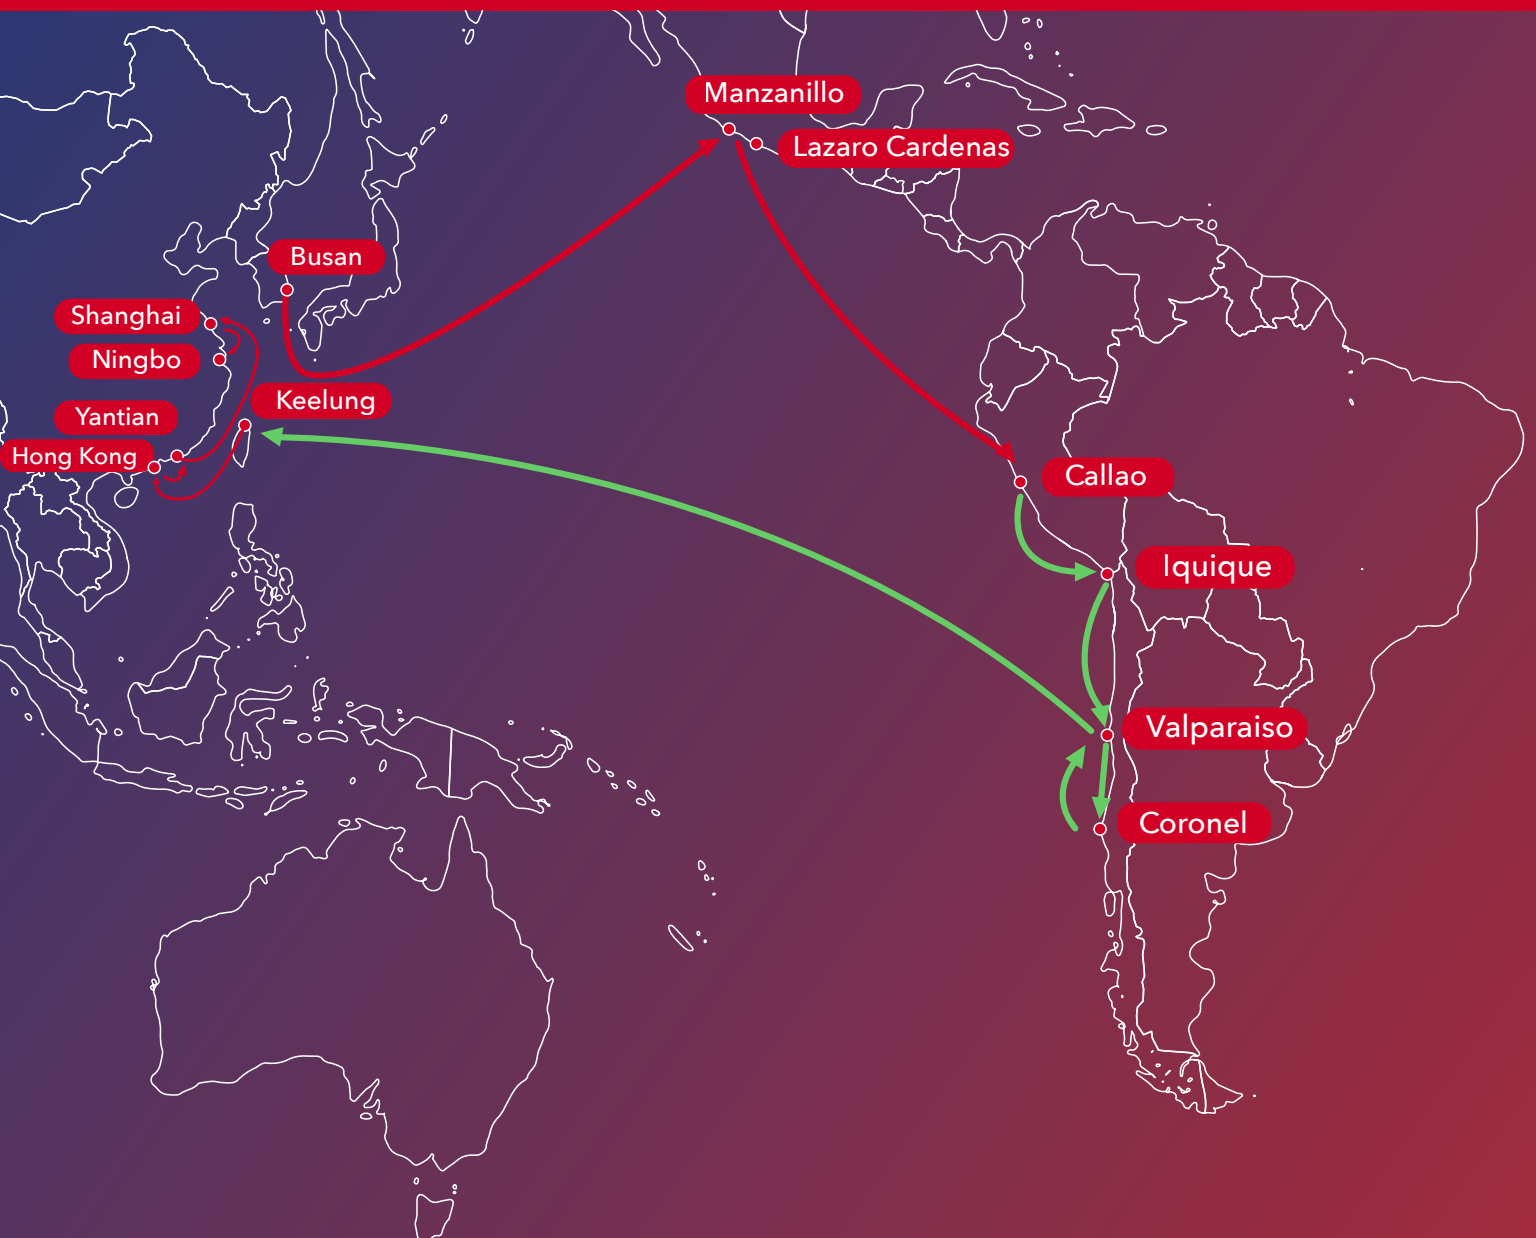 Manzanillo
Lazaro Cardenas
Busan
Shanghai
Ningbo
Keelung
Yantian
Hong Kong
Callao
Iquique
Valparaiso
Coronel